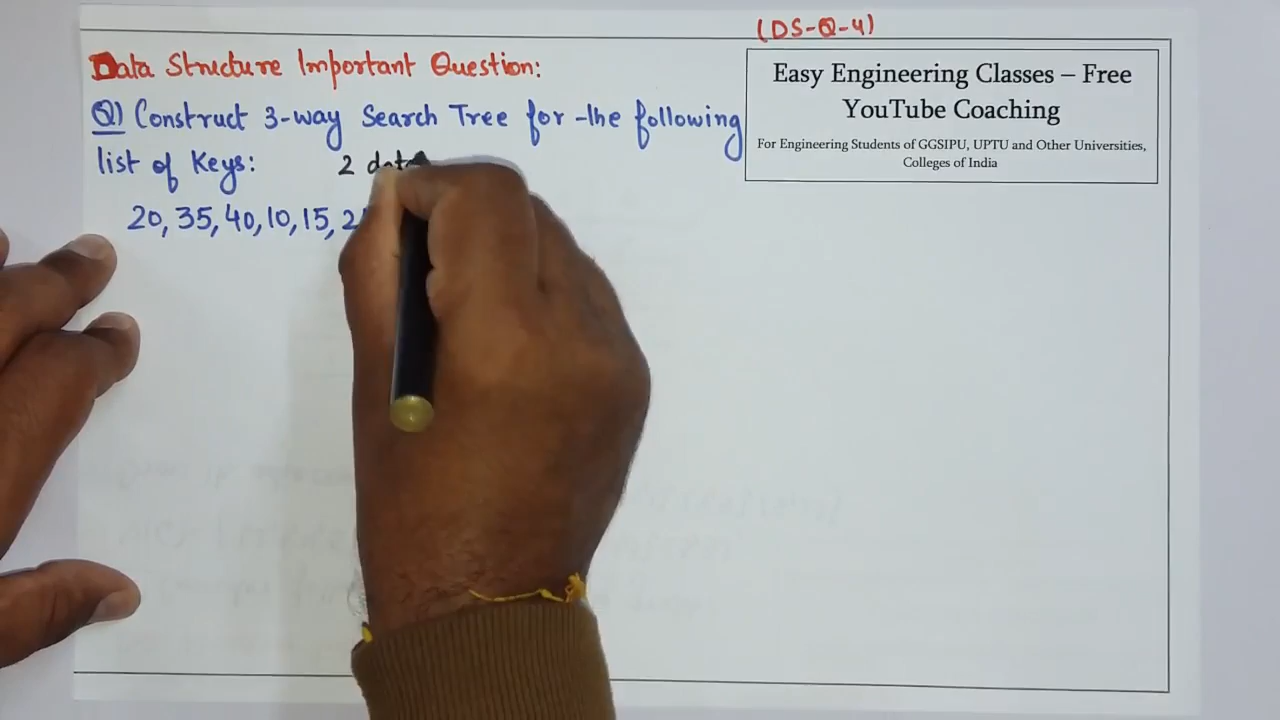 (DS-Q-4)
Data Structure Important Question:
Easy Engineering Classes – Free
YouTube Coaching
For Engineering Students of GGSIPU, UPTU and Other Universities,
Colleges of India
Q1) Construct 3-way Search Tree for the following
list of Keys: 2
20, 35, 40, 10, 15,